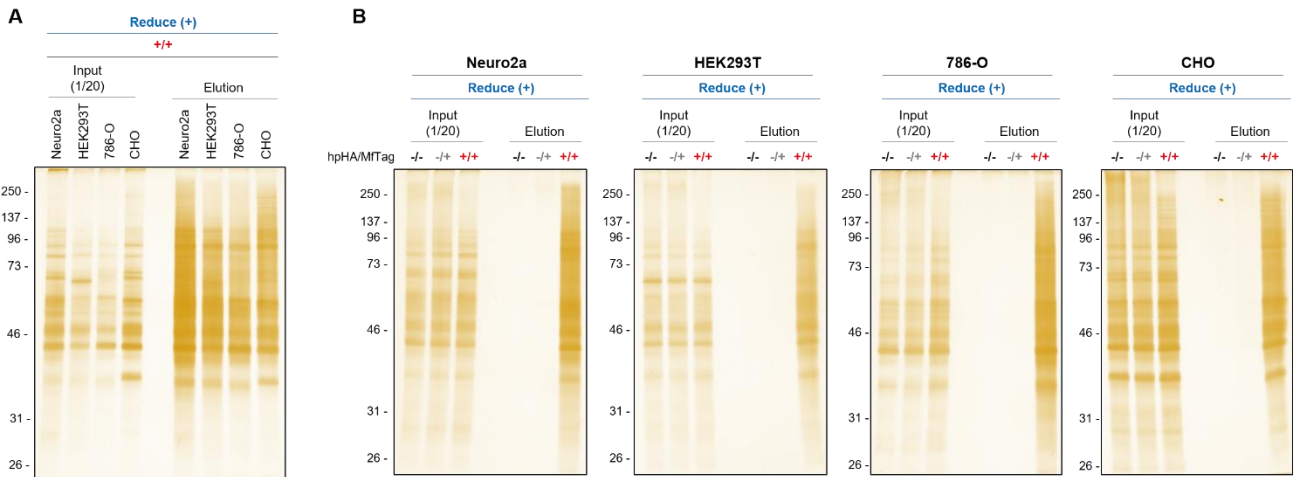 A
Reduce (+)
+/+
Input
(1/20)
Elution
Neuro2a
HEK293T
786-O
CHO
Neuro2a
HEK293T
786-O
CHO
250 -
137 -
96 -
73 -
46 -
31 -
26 -
B
Neuro2a
Reduce (+)
Input
(1/20)
Elution
hpHA/MfTag -/- -/+ +/+ -/- -/+ +/+
250 -
137 -
96 -
73 -
46 -
31 -
26 -
HEK293T
Reduce (+)
Input
(1/20)
Elution
-/- -/+ +/+ -/- -/+ +/+
250 -
137 -
96 -
73 -
46 -
31 -
26 -
786-O
Reduce (+)
Input
(1/20)
Elution
-/- -/+ +/+ -/- -/+ +/+
250 -
137 -
96 -
73 -
46 -
31 -
26 -
CHO
Reduce (+)
Input
(1/20)
Elution
-/- -/+ +/+ -/- -/+ +/+
250 -
137 -
96 -
73 -
46 -
31 -
26 -